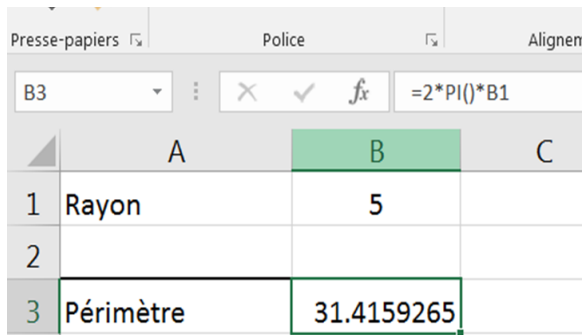 Presse-papiers Police Alignem
B3 fx =2*PI()*B1
A B C
1 Rayon 5
2
3 Périmètre 31.4159265